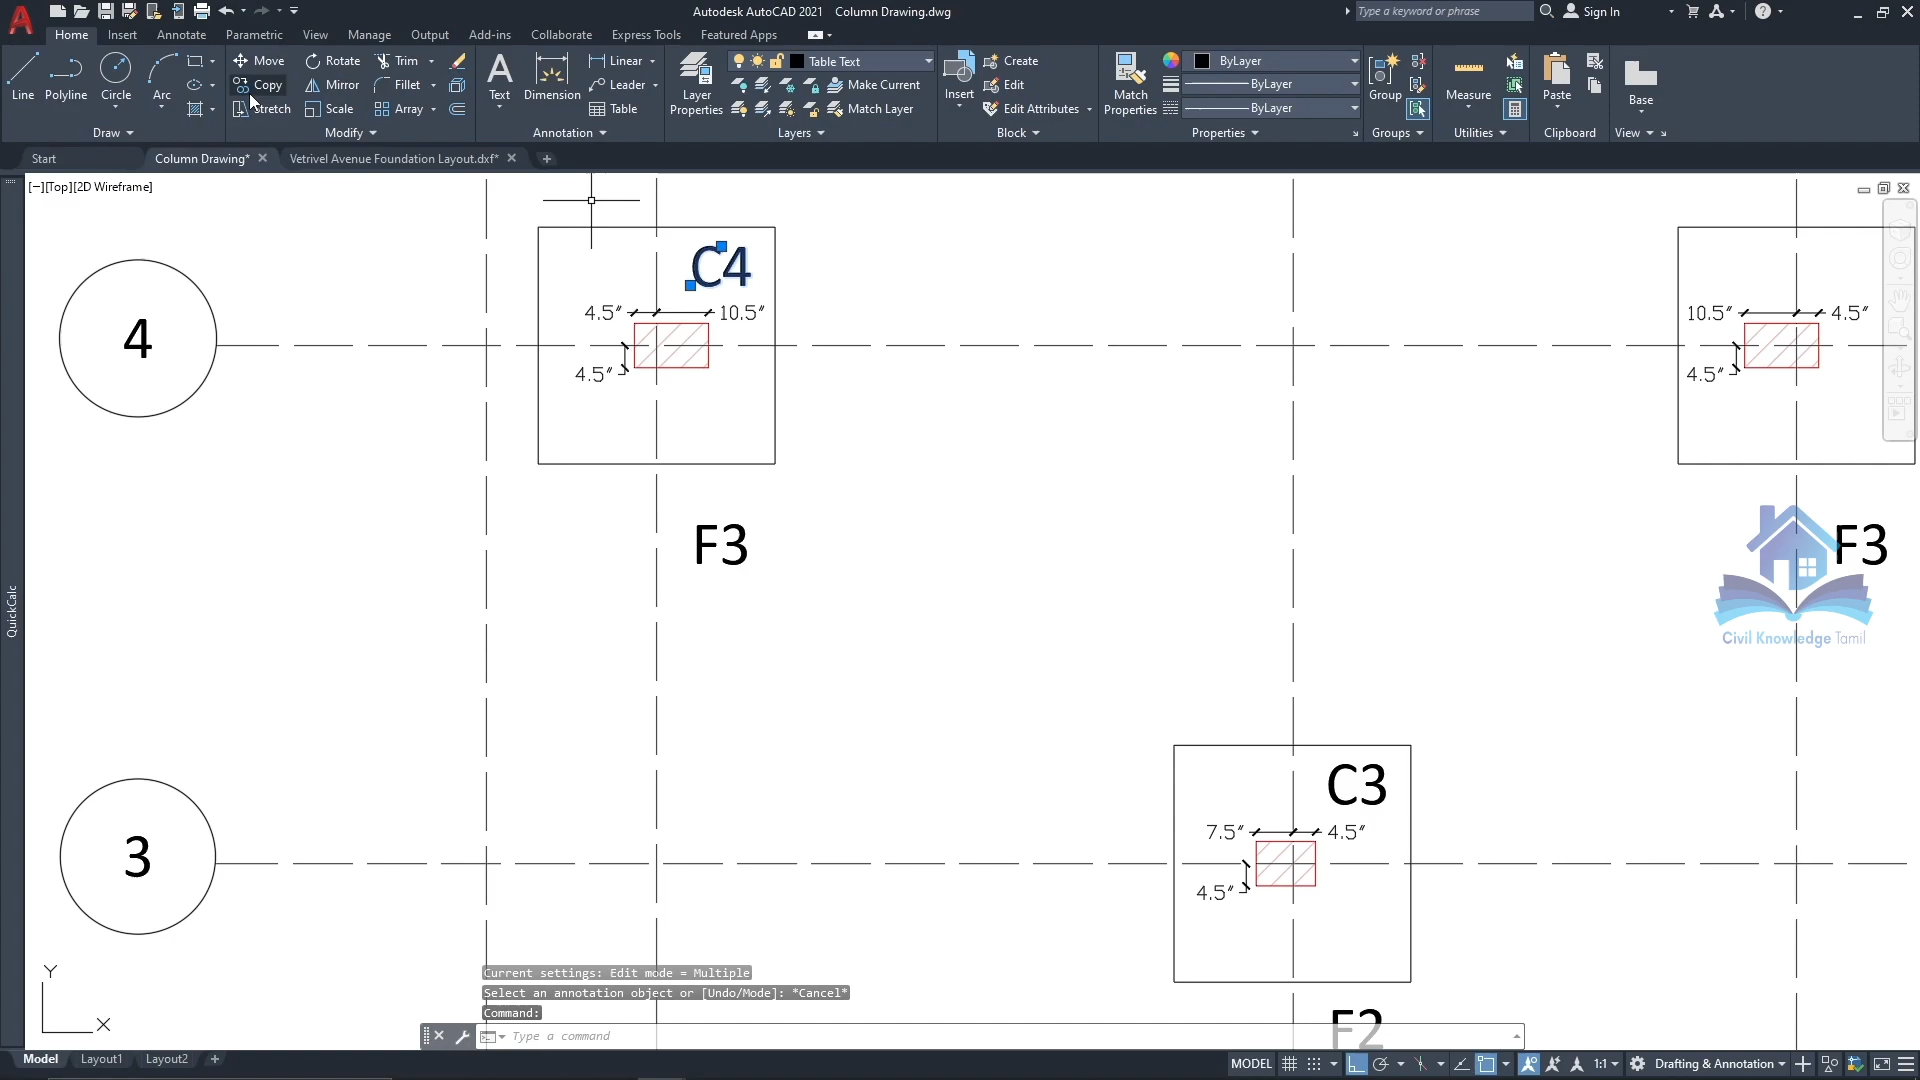 Autodesk AutoCAD 2021 Column Drawing.dwg
Type a keyword or phrase
Sign In
Home Insert Annotate Parametric View Manage Output Add-ins Collaborate Express Tools Featured Apps
Line Polyline Circle Arc
Move Rotate Trim
Copy Mirror Fillet
Stretch Scale Array
Text Dimension
Linear
Leader
Table
Layer Properties
Table Text
Make Current
Match Layer
Insert
Create
Edit
Edit Attributes
Match Properties
ByLayer
ByLayer
ByLayer
Group Measure Paste Base
Draw Modify Annotation Layers Block Properties Groups Utilities Clipboard View
Start Column Drawing* Vetrivel Avenue Foundation Layout.dxf*
[−][Top][2D Wireframe]
C4
4.5″ 10.5″
4
4.5″
10.5″ 4.5″
4.5″
F3
F3
QuickCalc
Civil Knowledge Tamil
C3
7.5″ 4.5″
3
4.5″
F2
Y
X
Current settings: Edit mode = Multiple
Select an annotation object or [Undo/Mode]: *Cancel*
Command:
Type a command
Model Layout1 Layout2
MODEL 1:1 Drafting & Annotation